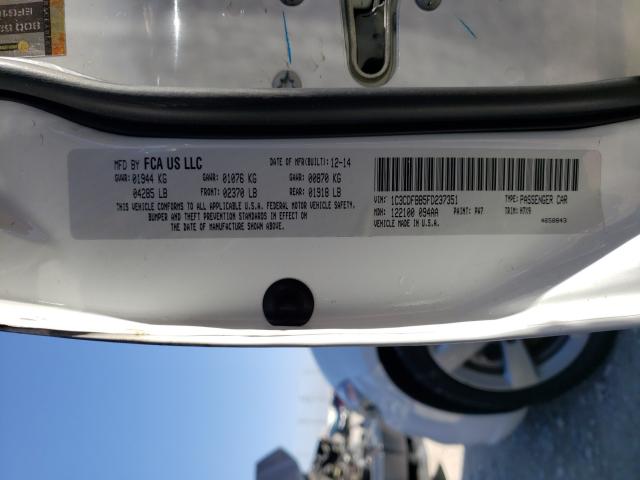 MFD BY FCA US LLC DATE OF MFR(BUILT): 12-14
GVWR: 01944 KG GAWR: 01076 KG GAWR: 00870 KG
04285 LB FRONT: 02370 LB REAR: 01918 LB
THIS VEHICLE CONFORMS TO ALL APPLICABLE U.S.A. FEDERAL MOTOR VEHICLE SAFETY,
BUMPER AND THEFT PREVENTION STANDARDS IN EFFECT ON
THE DATE OF MANUFACTURE SHOWN ABOVE.
VIN: 1C3CDFBB5FD237351 TYPE: PASSENGER CAR
MDH: 122100 094AA PAINT: PW7 TRIM: H7X9
VEHICLE MADE IN U.S.A. 4650843